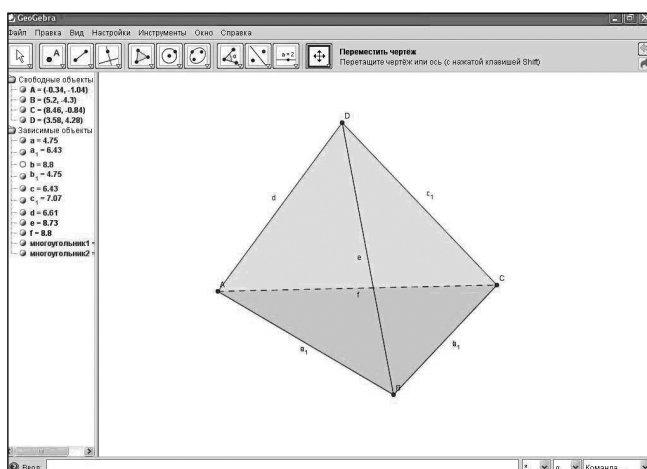 GeoGebra
Файл Правка Вид Настройки Инструменты Окно Справка
A
α
a = 2
Переместить чертёж
Перетащите чертёж или ось (с нажатой клавишей Shift)
Свободные объекты
A = (-0.34, -1.04)
B = (5.2, -4.3)
C = (8.46, -0.84)
D = (3.58, 4.28)
Зависимые объекты
a = 4.75
a₁ = 6.43
b = 8.8
b₁ = 4.75
c = 6.43
c₁ = 7.07
d = 6.61
e = 8.73
f = 8.8
многоугольник1 =
многоугольник2 =
D
d
c₁
e
A
C
f
a₁
b₁
B
Ввод:
α
Команда